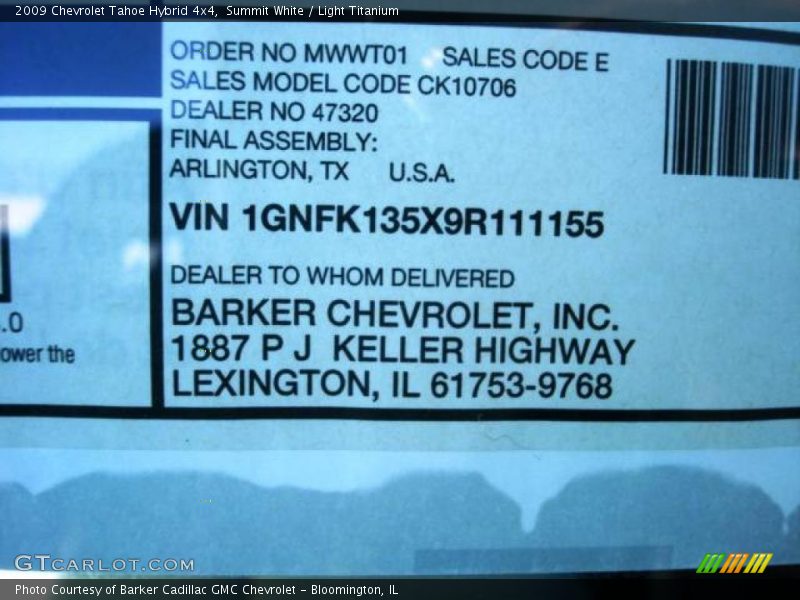 2009 Chevrolet Tahoe Hybrid 4x4,  Summit White / Light Titanium
ORDER NO MWWT01    SALES CODE E
SALES MODEL CODE CK10706
DEALER NO 47320
FINAL ASSEMBLY:
ARLINGTON, TX    U.S.A.
VIN 1GNFK135X9R111155
DEALER TO WHOM DELIVERED
BARKER CHEVROLET, INC.
1887 P J  KELLER HIGHWAY
LEXINGTON, IL 61753-9768
.0
ower the
GTCARLOT.COM
Photo Courtesy of Barker Cadillac GMC Chevrolet - Bloomington, IL